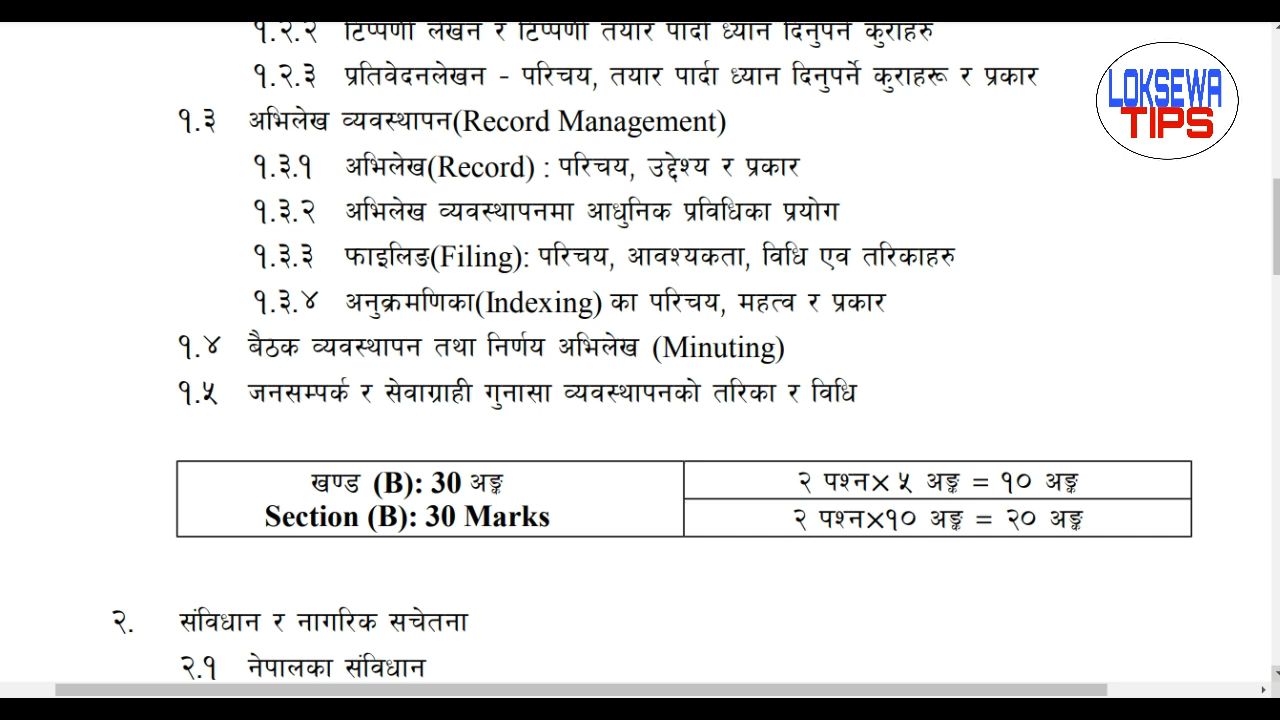 १.२.२ टिप्पणी लेखन र टिप्पणी तयार पार्दा ध्यान दिनुपर्ने कुराहरु
१.२.३ प्रतिवेदनलेखन - परिचय, तयार पार्दा ध्यान दिनुपर्ने कुराहरू र प्रकार
१.३ अभिलेख व्यवस्थापन(Record Management)
१.३.१ अभिलेख(Record) : परिचय, उद्देश्य र प्रकार
१.३.२ अभिलेख व्यवस्थापनमा आधुनिक प्रविधिका प्रयोग
१.३.३ फाइलिङ(Filing): परिचय, आवश्यकता, विधि एव तरिकाहरु
१.३.४ अनुक्रमणिका(Indexing) का परिचय, महत्व र प्रकार
१.४ बैठक व्यवस्थापन तथा निर्णय अभिलेख (Minuting)
१.५ जनसम्पर्क र सेवाग्राही गुनासा व्यवस्थापनको तरिका र विधि
LOKSEWA
TIPS
खण्ड (B): 30 अङ्क
Section (B): 30 Marks
२ पश्न× ५ अङ्क = १० अङ्क
२ पश्न×१० अङ्क = २० अङ्क
२. संविधान र नागरिक सचेतना
२.१ नेपालका संविधान